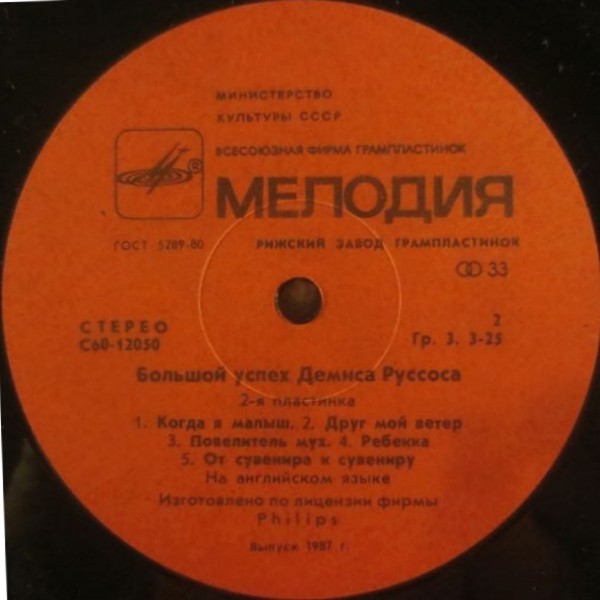 МИНИСТЕРСТВО
КУЛЬТУРЫ СССР
ВСЕСОЮЗНАЯ ФИРМА ГРАМПЛАСТИНОК
®
МЕЛОДИЯ
ГОСТ 5289-80 РИЖСКИЙ ЗАВОД ГРАМПЛАСТИНОК
33
СТЕРЕО 2
С60-12050 Гр. 3. 3-25
Большой успех Демиса Руссоса
2-я пластинка
1. Когда я малыш. 2. Друг мой ветер
3. Повелитель мух. 4. Ребенка
5. От сувенира к сувениру
На английском языке
Изготовлено по лицензии фирмы
Philips
Выпуск 1987 г.